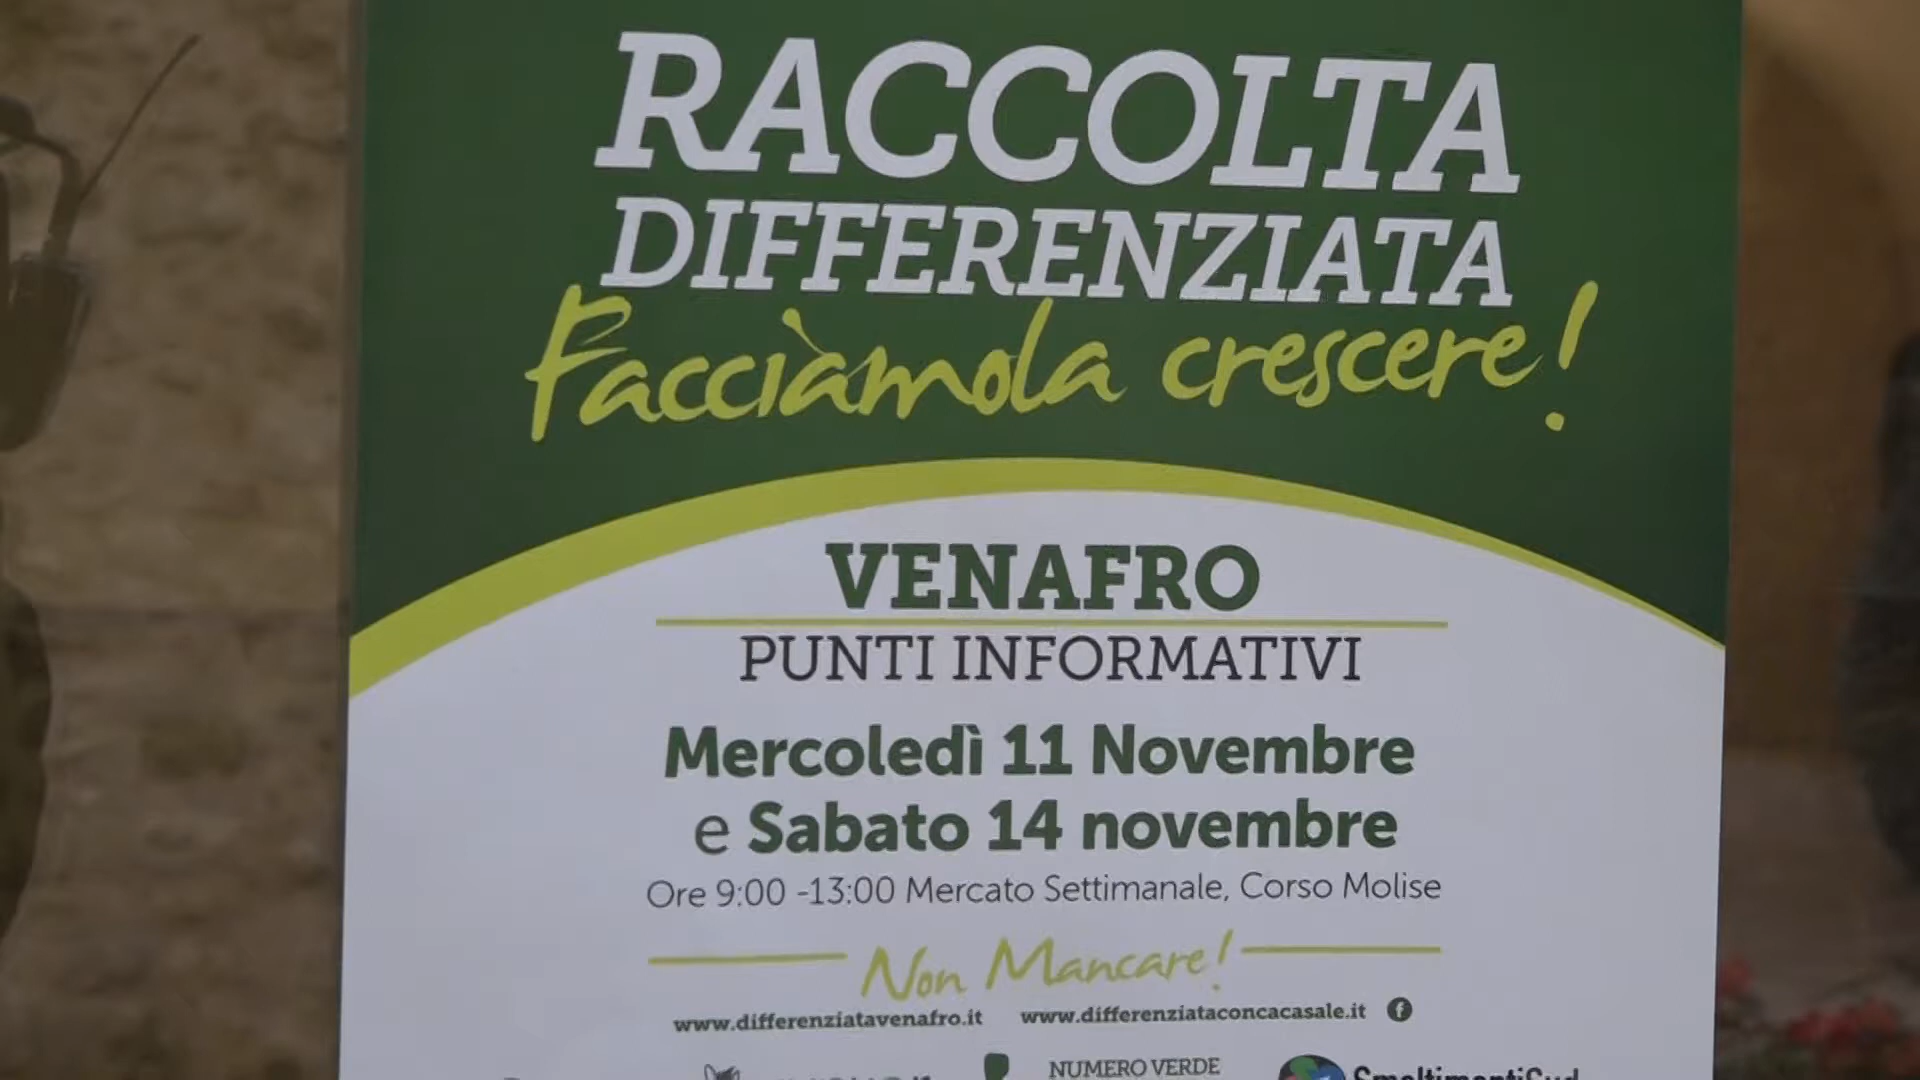 RACCOLTA
DIFFERENZIATA
Facciàmola crescere!
VENAFRO
PUNTI INFORMATIVI
Mercoledì 11 Novembre
e Sabato 14 novembre
Ore 9:00 -13:00 Mercato Settimanale, Corso Molise
Non Mancare!
www.differenziatavenafro.it www.differenziataconcacasale.it
NUMERO VERDE
SmaltimentiSud